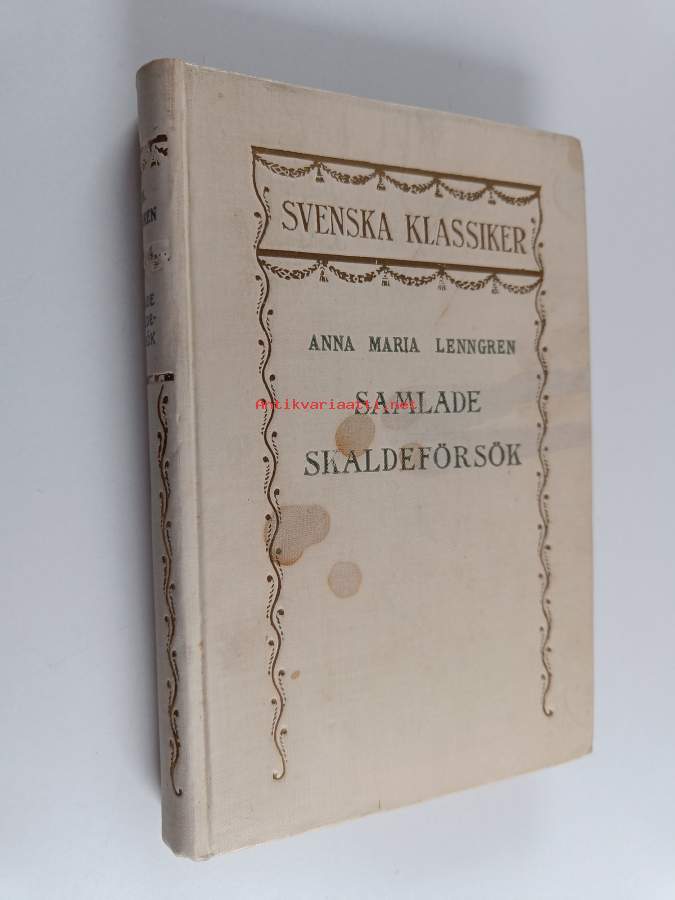 SVENSKA KLASSIKER
ANNA MARIA LENNGREN
Antikvariaatti.net
SAMLADE
SKALDEFÖRSÖK